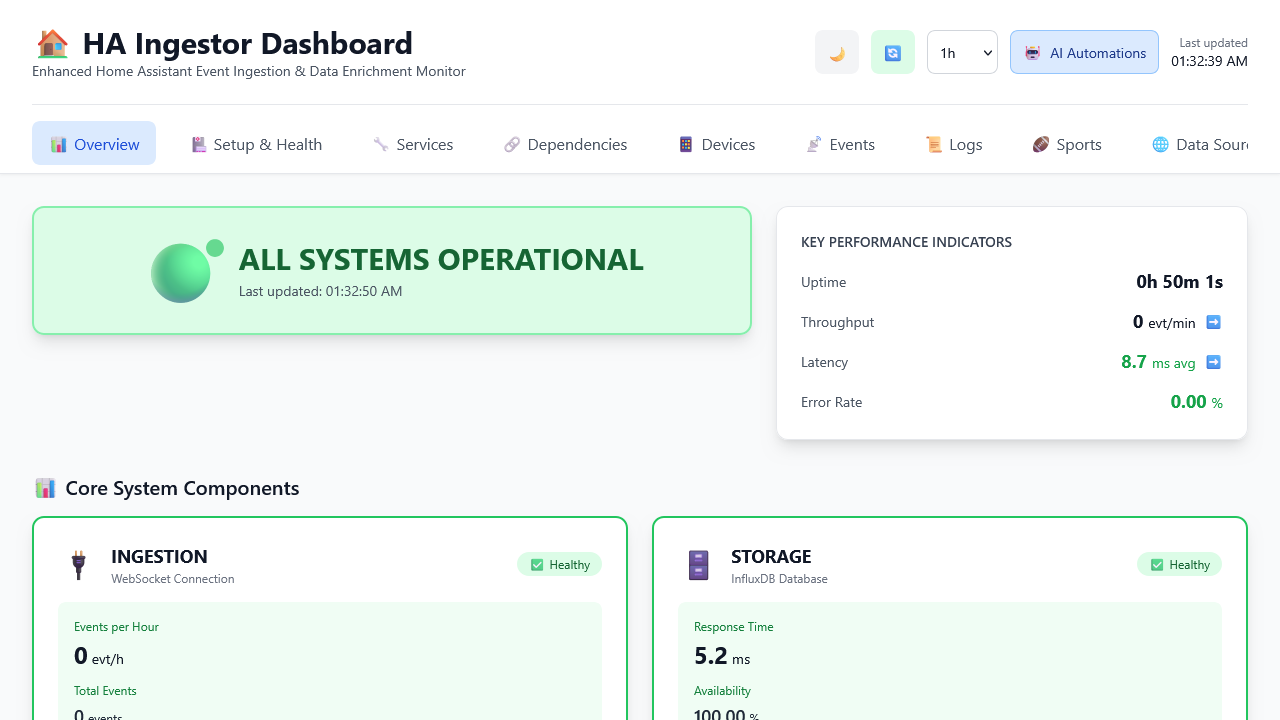 HA Ingestor Dashboard
Enhanced Home Assistant Event Ingestion & Data Enrichment Monitor
1h
AI Automations
Last updated
01:32:39 AM
Overview
Setup & Health
Services
Dependencies
Devices
Events
Logs
Sports
Data Sour
ALL SYSTEMS OPERATIONAL
Last updated: 01:32:50 AM
KEY PERFORMANCE INDICATORS
Uptime 0h 50m 1s
Throughput 0 evt/min
Latency 8.7 ms avg
Error Rate 0.00 %
Core System Components
INGESTION
WebSocket Connection
Healthy
Events per Hour
0 evt/h
Total Events
0 events
STORAGE
InfluxDB Database
Healthy
Response Time
5.2 ms
Availability
100.00 %